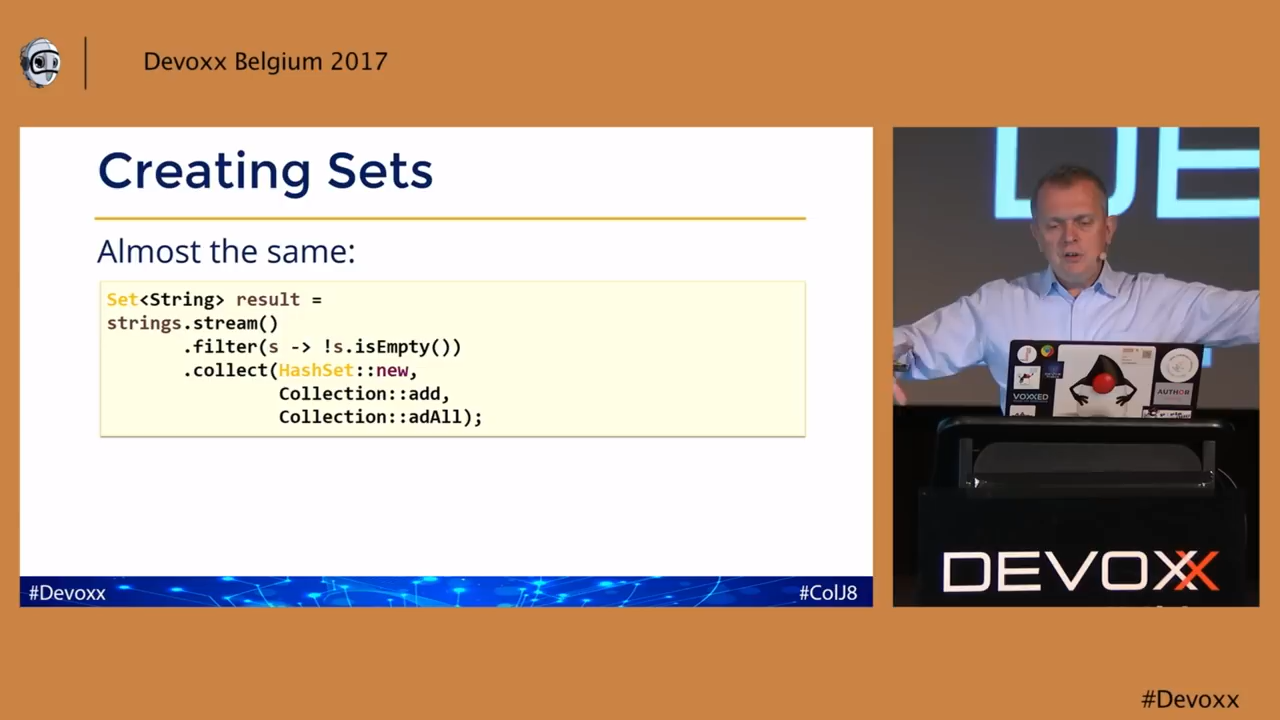 Devoxx Belgium 2017
Creating Sets
Almost the same:
Set<String> result =
strings.stream()
.filter(s -> !s.isEmpty())
.collect(HashSet::new,
Collection::add,
Collection::adAll);
#Devoxx
#ColJ8
DE
VOXXED
AUTHOR
DEVOXX
#Devoxx